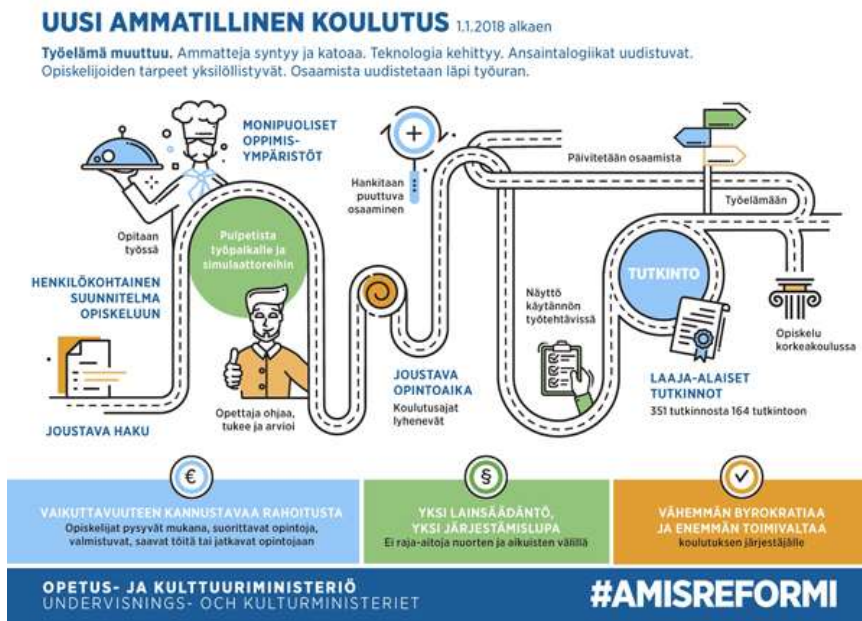 UUSI AMMATILLINEN KOULUTUS 1.1.2018 alkaen
Työelämä muuttuu. Ammatteja syntyy ja katoaa. Teknologia kehittyy. Ansaintalogiikat uudistuvat.
Opiskelijoiden tarpeet yksilöllistyvät. Osaamista uudistetaan läpi työuran.
MONIPUOLISET
OPPIMIS-
YMPÄRISTÖT
Opitaan
työssä
Pulpetista
työpaikalle ja
simulaattoreihin
HENKILÖKOHTAINEN
SUUNNITELMA
OPISKELUUN
JOUSTAVA HAKU
Opettaja ohjaa,
tukee ja arvioi
Hankitaan
puuttuva
osaaminen
JOUSTAVA
OPINTOAIKA
Koulutusajat
lyhenevät
Päivitetään osaamista
Työelämään
Näyttö
käytännön
työtehtävissä
TUTKINTO
Opiskelu
korkeakoulussa
LAAJA-ALAISET
TUTKINNOT
351 tutkinnosta 164 tutkintoon
€
VAIKUTTAVUUTEEN KANNUSTAVAA RAHOITUSTA
Opiskelijat pysyvät mukana, suorittavat opintoja,
valmistuvat, saavat töitä tai jatkavat opintojaan
§
YKSI LAINSÄÄDÄNTÖ,
YKSI JÄRJESTÄMISLUPA
Ei raja-aitoja nuorten ja aikuisten välillä
VÄHEMMÄN BYROKRATIAA
JA ENEMMÄN TOIMIVALTAA
koulutuksen järjestäjälle
OPETUS- JA KULTTUURIMINISTERIÖ
UNDERVISNINGS- OCH KULTURMINISTERIET
#AMISREFORMI